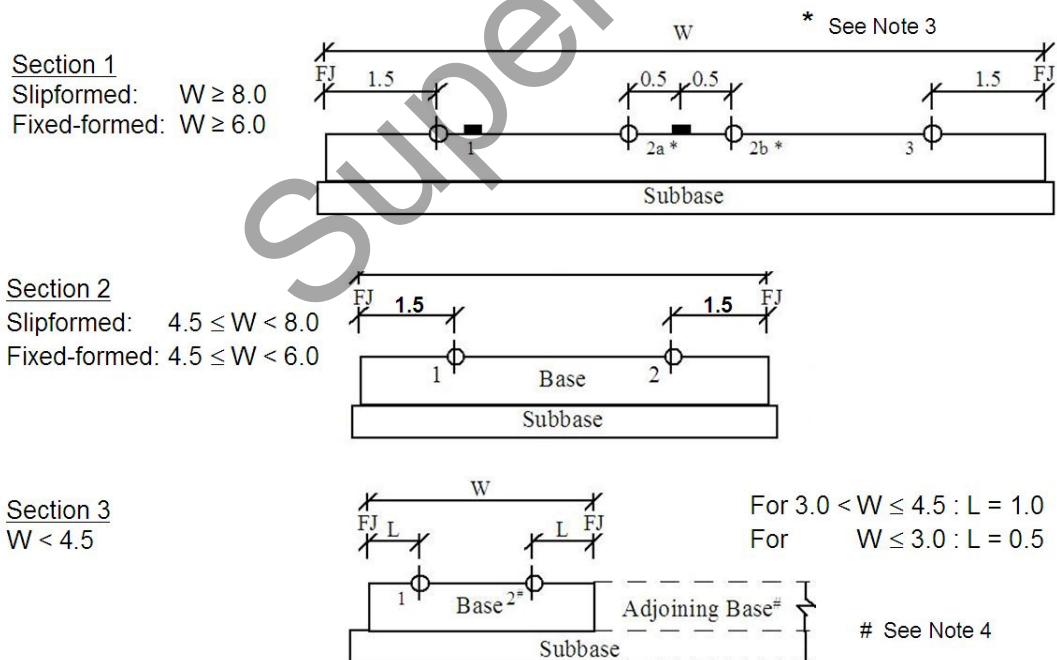 * See Note 3
W
Section 1
Slipformed: W ≥ 8.0
Fixed-formed: W ≥ 6.0
FJ 1.5 0.5 0.5 1.5 FJ
1 2a * 2b * 3
Subbase
Super
Section 2
Slipformed: 4.5 ≤ W < 8.0
Fixed-formed: 4.5 ≤ W < 6.0
FJ 1.5 1.5 FJ
1 Base 2
Subbase
Section 3
W < 4.5
W
FJ L L FJ
For 3.0 < W ≤ 4.5 : L = 1.0
For W ≤ 3.0 : L = 0.5
1 Base 2# Adjoining Base#
# See Note 4
Subbase